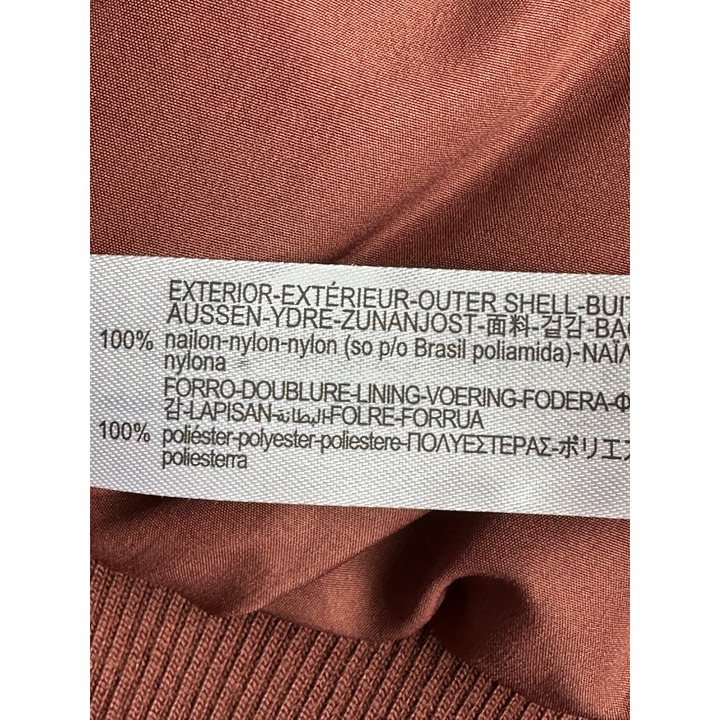 EXTERIOR-EXTÉRIEUR-OUTER SHELL-BUIT
AUSSEN-YDRE-ZUNANJOST-面料-겉감-BA
100% nailon-nylon-nylon (so p/o Brasil poliamida)-NAΪΛ
nylona
FORRO-DOUBLURE-LINING-VOERING-FODERA-Φ
감-LAPISAN-البطانة-FOLRE-FORRUA
100% poliéster-polyester-poliestere-ΠΟΛΥΕΣΤΕΡΑΣ-ポリエス
poliesterra